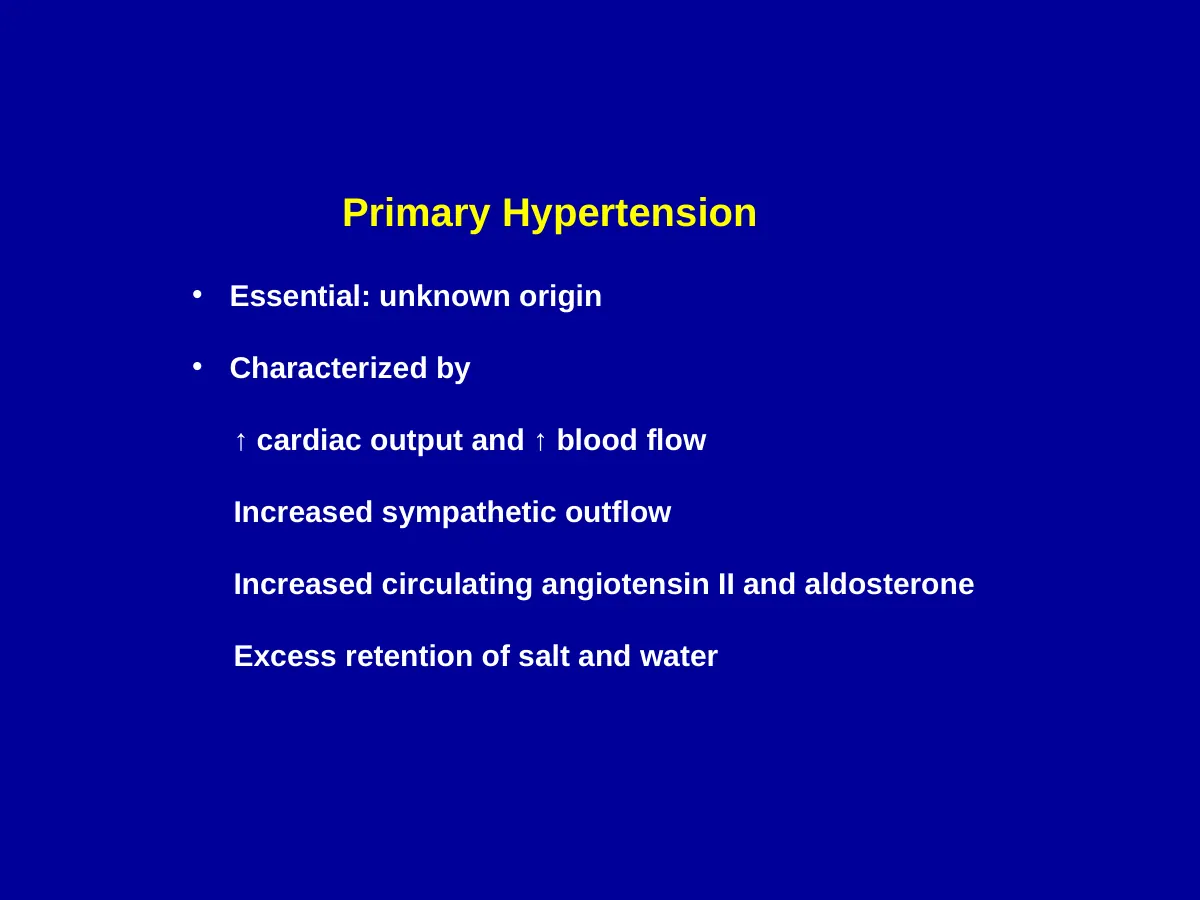 Primary Hypertension
• Essential: unknown origin
• Characterized by
↑ cardiac output and ↑ blood flow
Increased sympathetic outflow
Increased circulating angiotensin II and aldosterone
Excess retention of salt and water